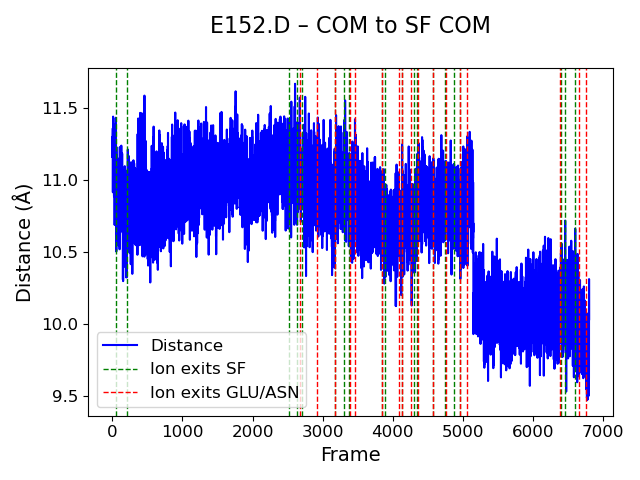 E152.D – COM to SF COM
Distance (Å)
11.5
11.0
10.5
10.0
9.5
Distance
Ion exits SF
Ion exits GLU/ASN
0 1000 2000 3000 4000 5000 6000 7000
Frame